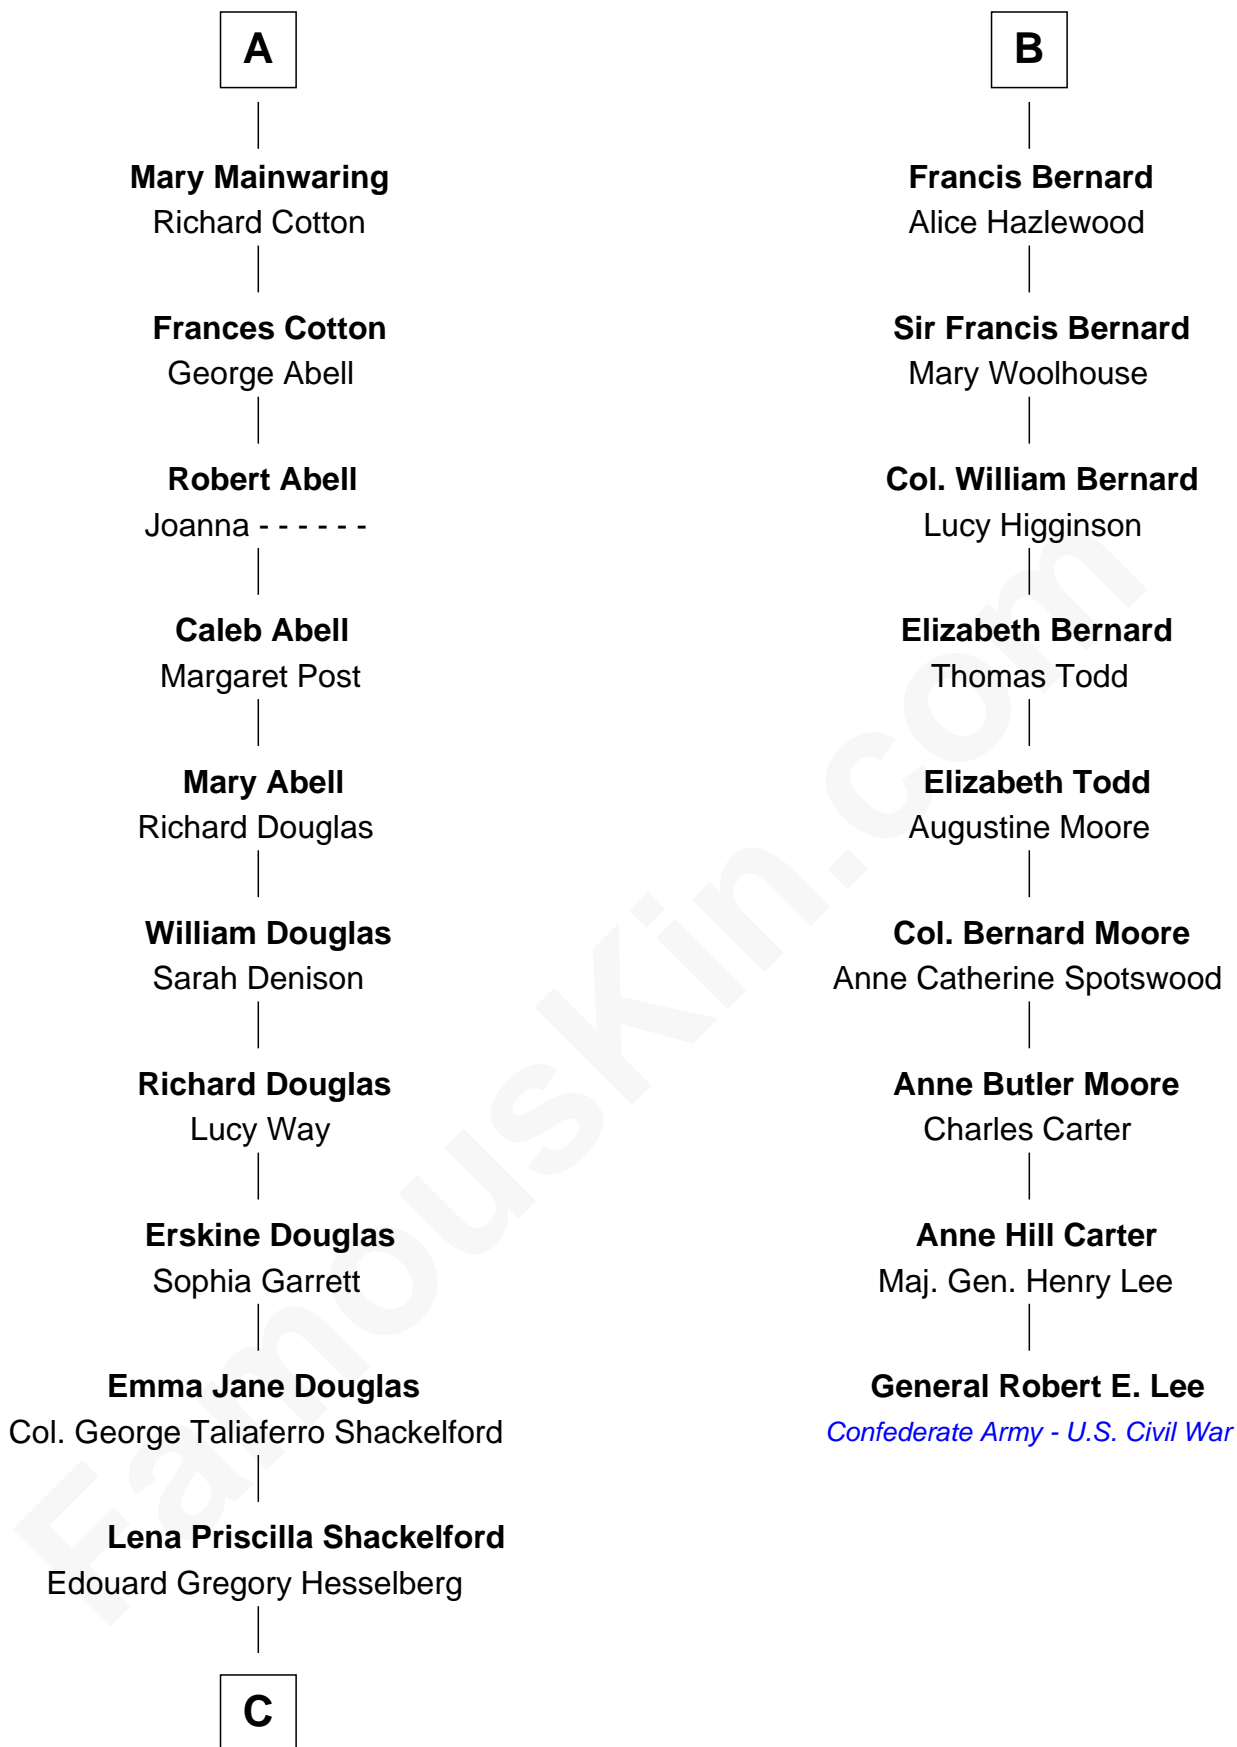 A
Mary Mainwaring
Richard Cotton
Frances Cotton
George Abell
Robert Abell
Joanna - - - - - -
Caleb Abell
Margaret Post
Mary Abell
Richard Douglas
William Douglas
Sarah Denison
Richard Douglas
Lucy Way
Erskine Douglas
Sophia Garrett
Emma Jane Douglas
Col. George Taliaferro Shackelford
Lena Priscilla Shackelford
Edouard Gregory Hesselberg
C
B
Francis Bernard
Alice Hazlewood
Sir Francis Bernard
Mary Woolhouse
Col. William Bernard
Lucy Higginson
Elizabeth Bernard
Thomas Todd
Elizabeth Todd
Augustine Moore
Col. Bernard Moore
Anne Catherine Spotswood
Anne Butler Moore
Charles Carter
Anne Hill Carter
Maj. Gen. Henry Lee
General Robert E. Lee
Confederate Army - U.S. Civil War
FamousKin.com